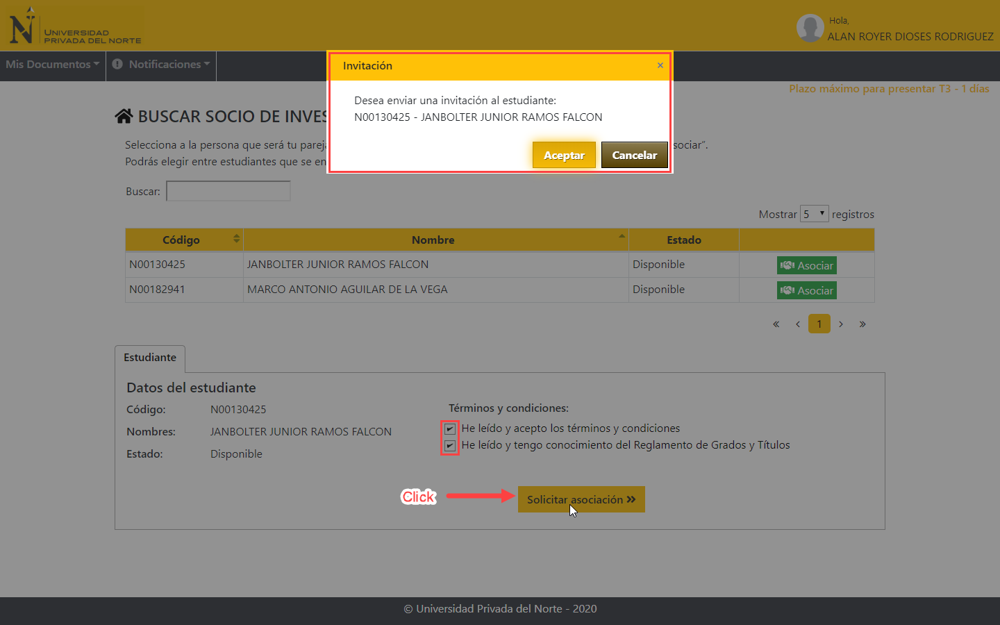 UNIVERSIDAD
PRIVADA DEL NORTE
Hola,
ALAN ROYER DIOSES RODRIGUEZ
Mis Documentos
Notificaciones
Plazo máximo para presentar T3 - 1 días
Invitación ×
Desea enviar una invitación al estudiante:
N00130425 - JANBOLTER JUNIOR RAMOS FALCON
Aceptar Cancelar
BUSCAR SOCIO DE INVES
Selecciona a la persona que será tu pareja sociar”.
Podrás elegir entre estudiantes que se en
Buscar:
Mostrar 5 registros
Código Nombre Estado
N00130425 JANBOLTER JUNIOR RAMOS FALCON Disponible Asociar
N00182941 MARCO ANTONIO AGUILAR DE LA VEGA Disponible Asociar
« ‹ 1 › »
Estudiante
Datos del estudiante
Código: N00130425
Nombres: JANBOLTER JUNIOR RAMOS FALCON
Estado: Disponible
Términos y condiciones:
He leído y acepto los términos y condiciones
He leído y tengo conocimiento del Reglamento de Grados y Títulos
Click
Solicitar asociación »
© Universidad Privada del Norte - 2020